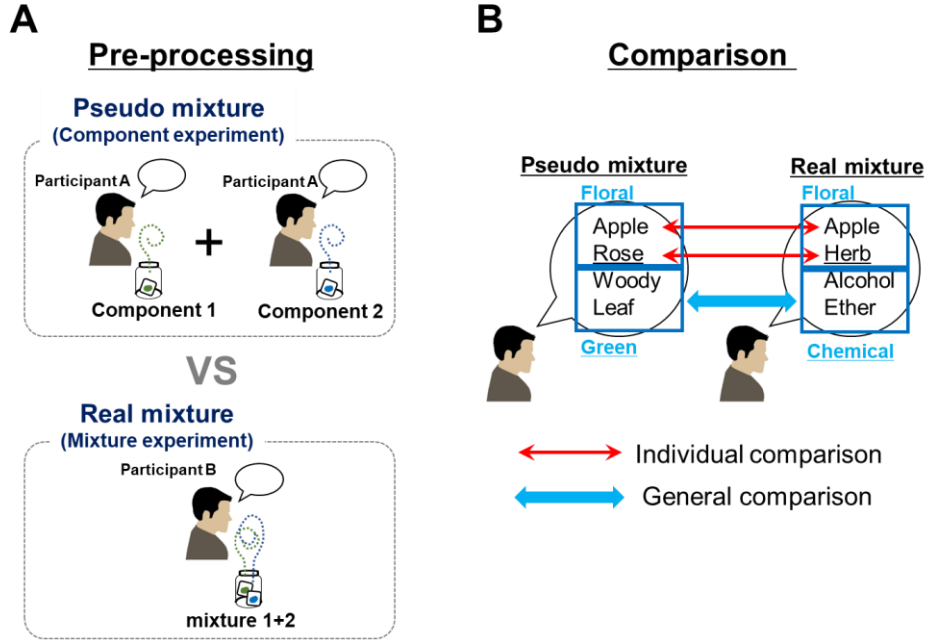 A
Pre-processing
Pseudo mixture
(Component experiment)
Participant A
Participant A
+
Component 1
Component 2
VS
Real mixture
(Mixture experiment)
Participant B
mixture 1+2
B
Comparison
Pseudo mixture
Real mixture
Floral
Floral
Apple
Apple
Rose
Herb
Woody
Alcohol
Leaf
Ether
Green
Chemical
Individual comparison
General comparison